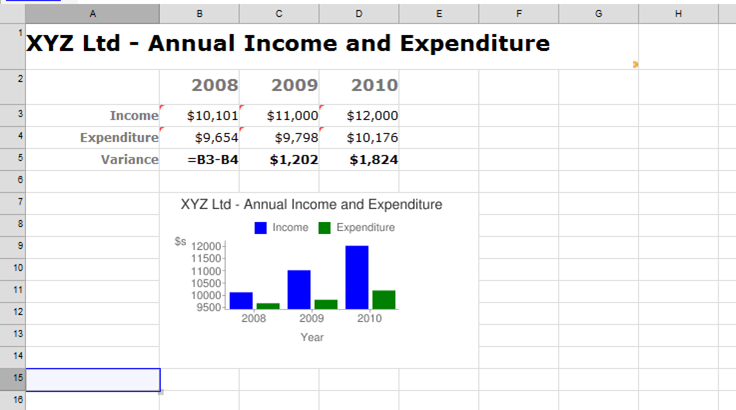 A B C D E F G H
1 XYZ Ltd - Annual Income and Expenditure
2 2008 2009 2010
3 Income $10,101 $11,000 $12,000
4 Expenditure $9,654 $9,798 $10,176
5 Variance =B3-B4 $1,202 $1,824
6
7 XYZ Ltd - Annual Income and Expenditure
8 Income Expenditure
$s
9 12000
11500
10 11000
10500
11 10000
12 9500
2008 2009 2010
13 Year
14
15
16